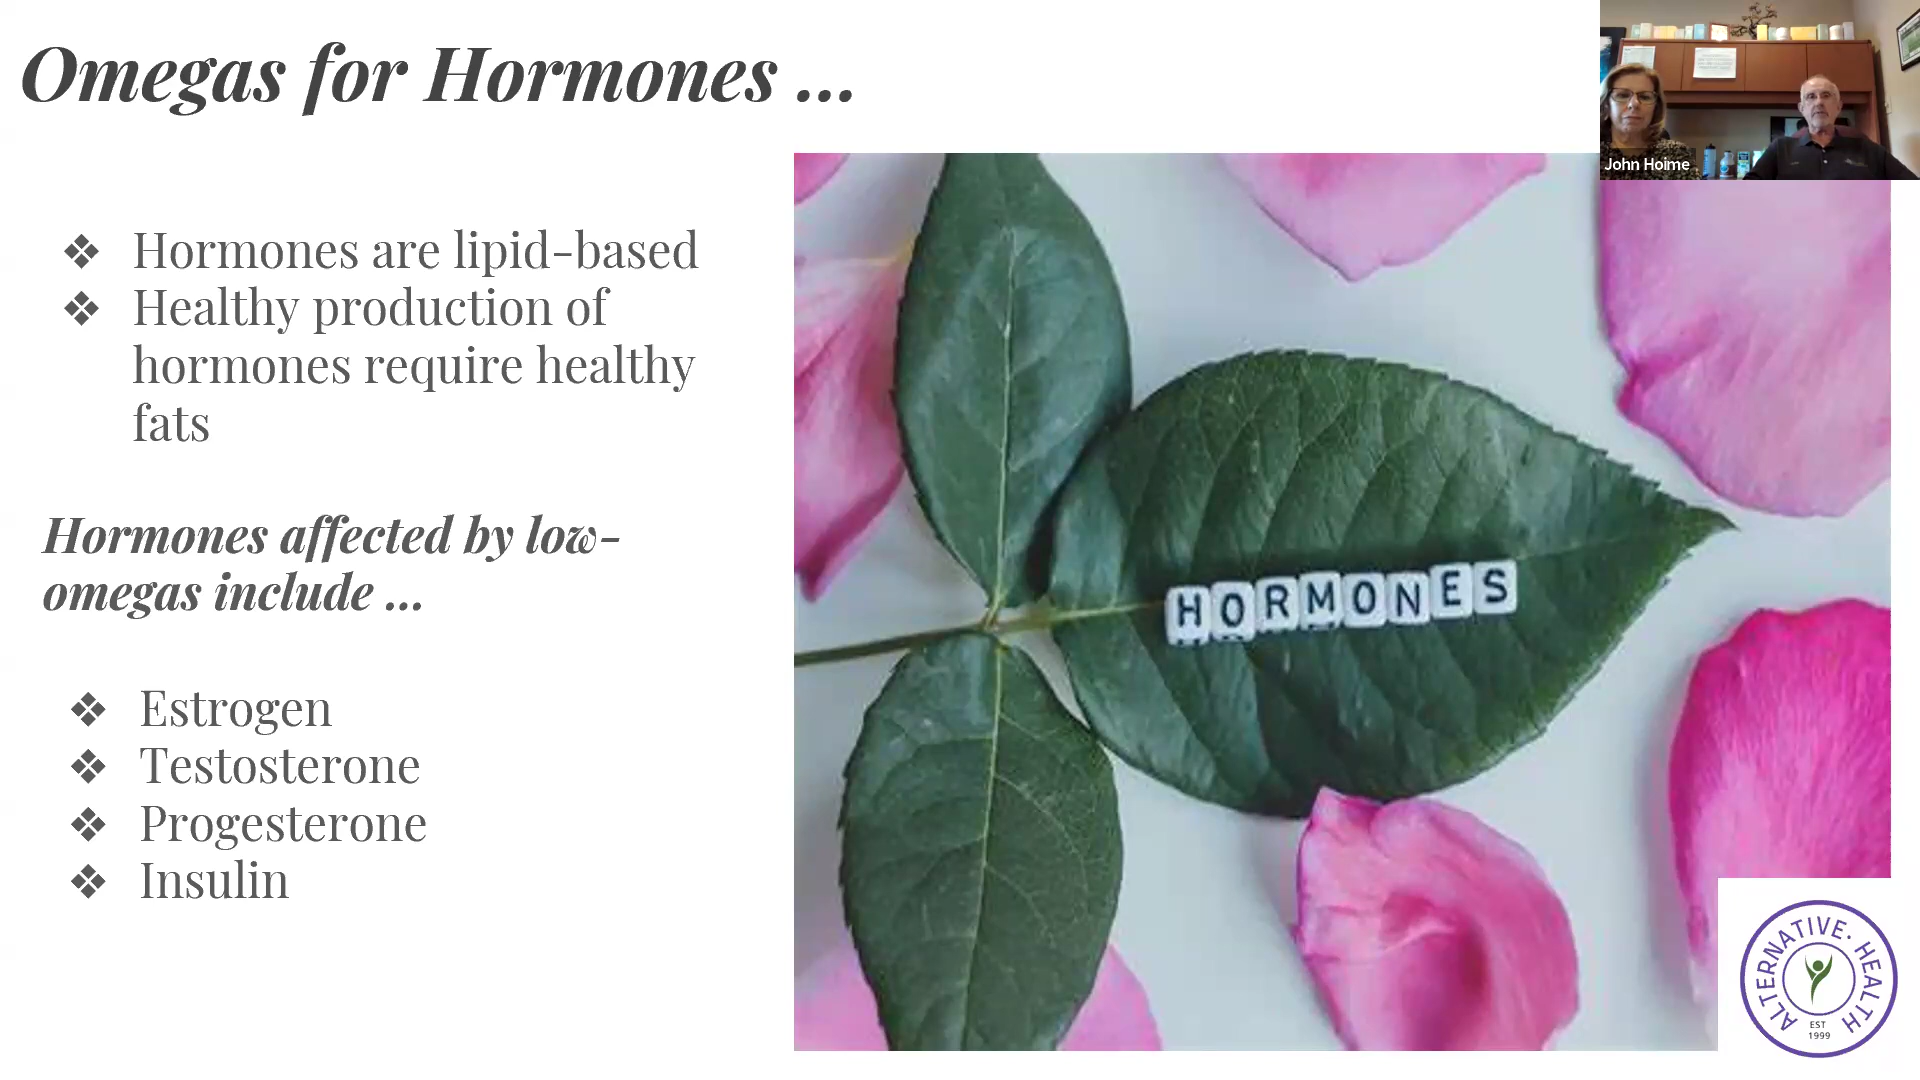 Omegas for Hormones ...
John Hoime
❖ Hormones are lipid-based
❖ Healthy production of
hormones require healthy
fats
Hormones affected by low-
omegas include ...
❖ Estrogen
❖ Testosterone
❖ Progesterone
❖ Insulin
HORMONES
ALTERNATIVE · HEALTH
EST
1999